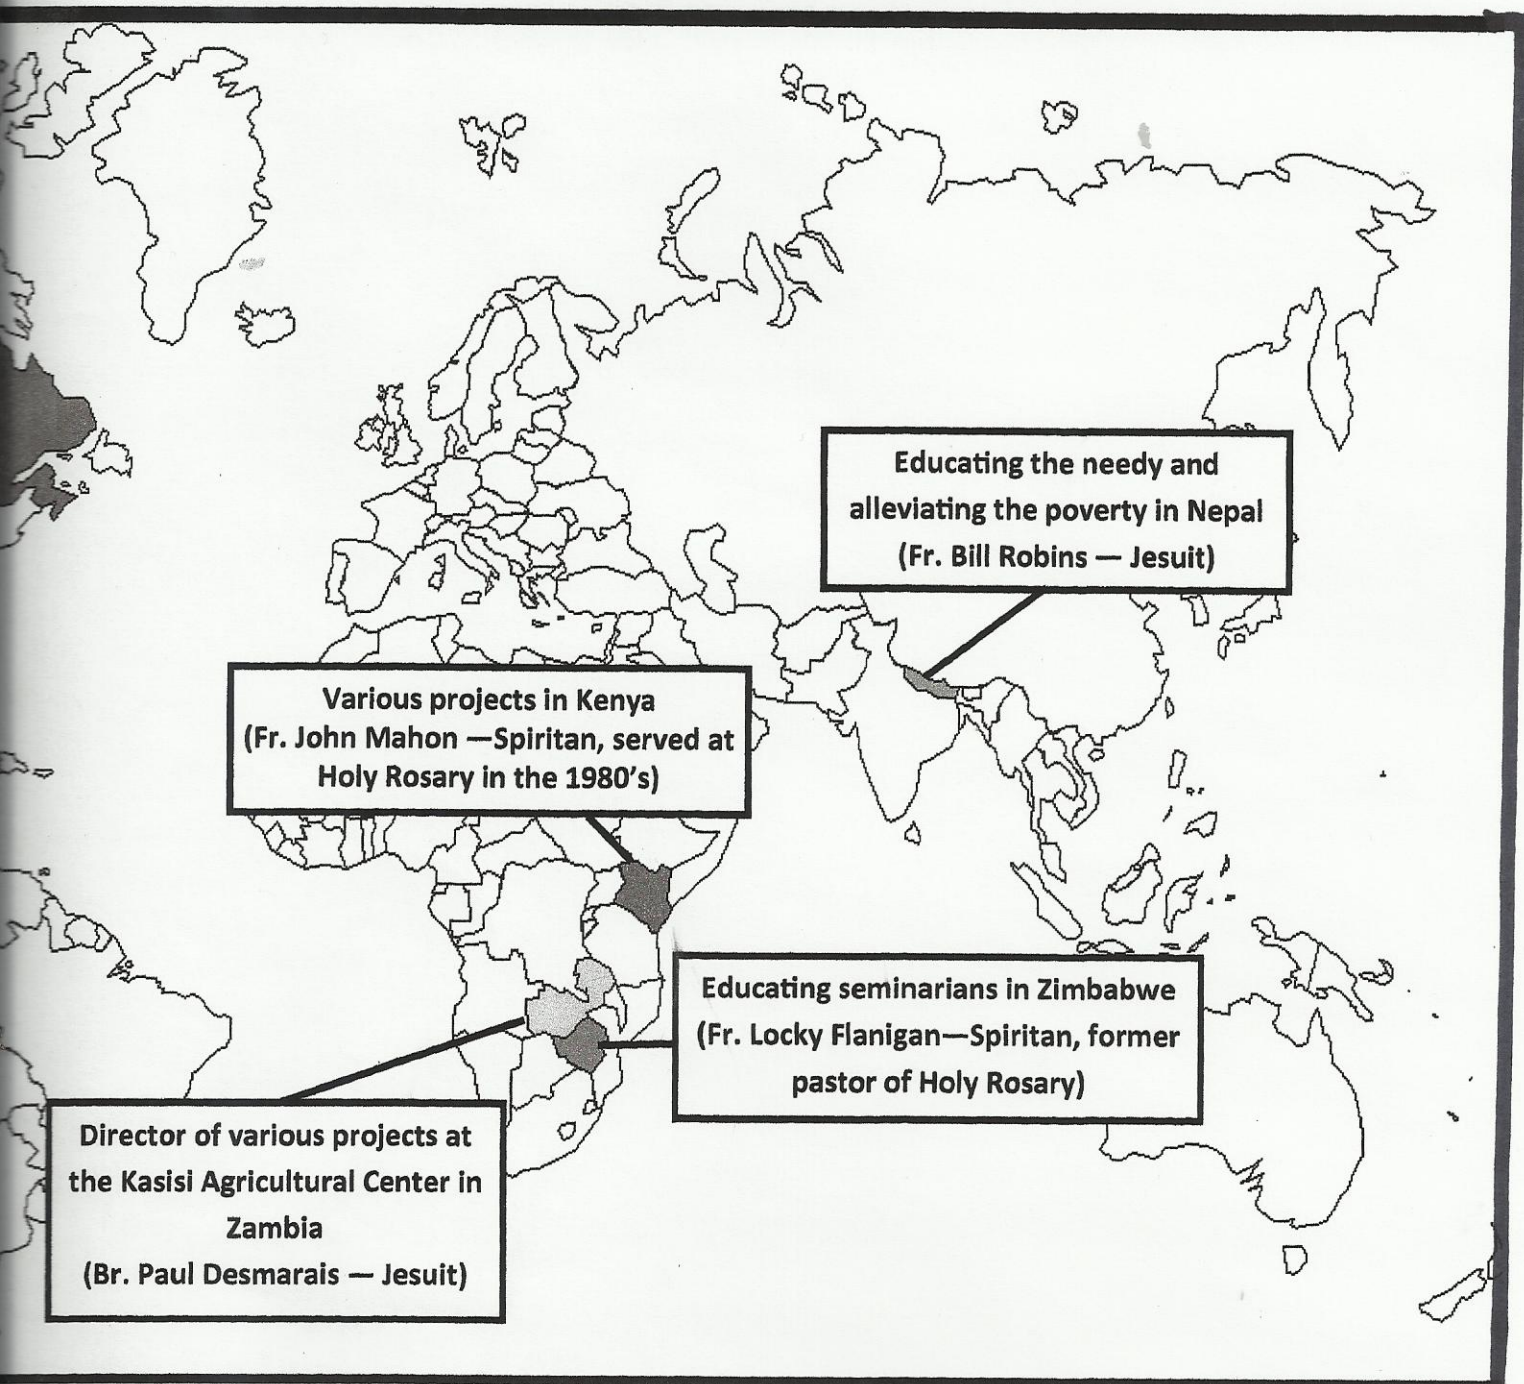 Educating the needy and
alleviating the poverty in Nepal
(Fr. Bill Robins — Jesuit)
Various projects in Kenya
(Fr. John Mahon —Spiritan, served at
Holy Rosary in the 1980's)
Educating seminarians in Zimbabwe
(Fr. Locky Flanigan—Spiritan, former
pastor of Holy Rosary)
Director of various projects at
the Kasisi Agricultural Center in
Zambia
(Br. Paul Desmarais — Jesuit)